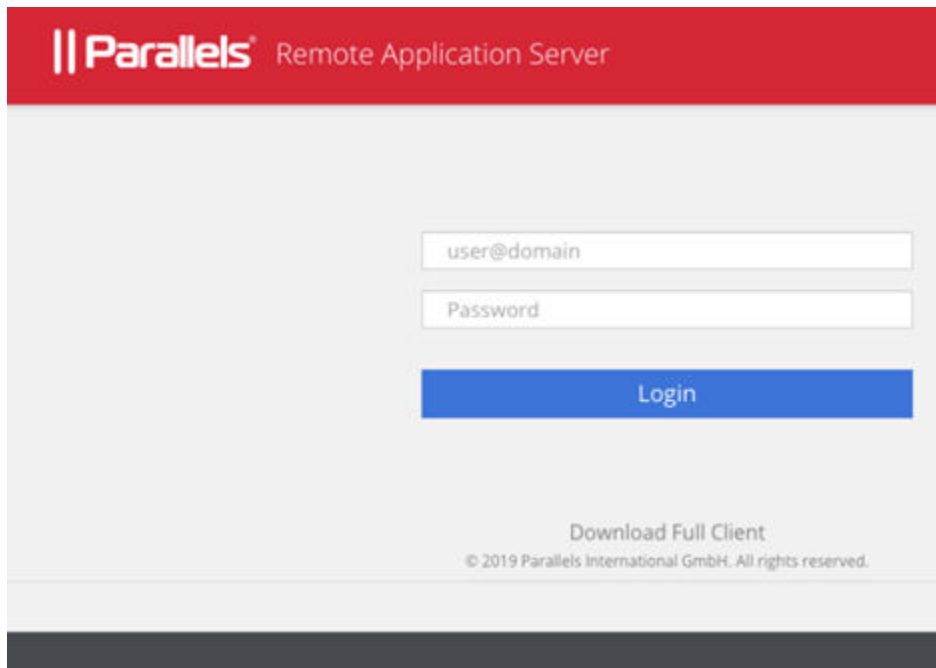 || Parallels® Remote Application Server
user@domain
Password
Login
Download Full Client
© 2019 Parallels International GmbH. All rights reserved.